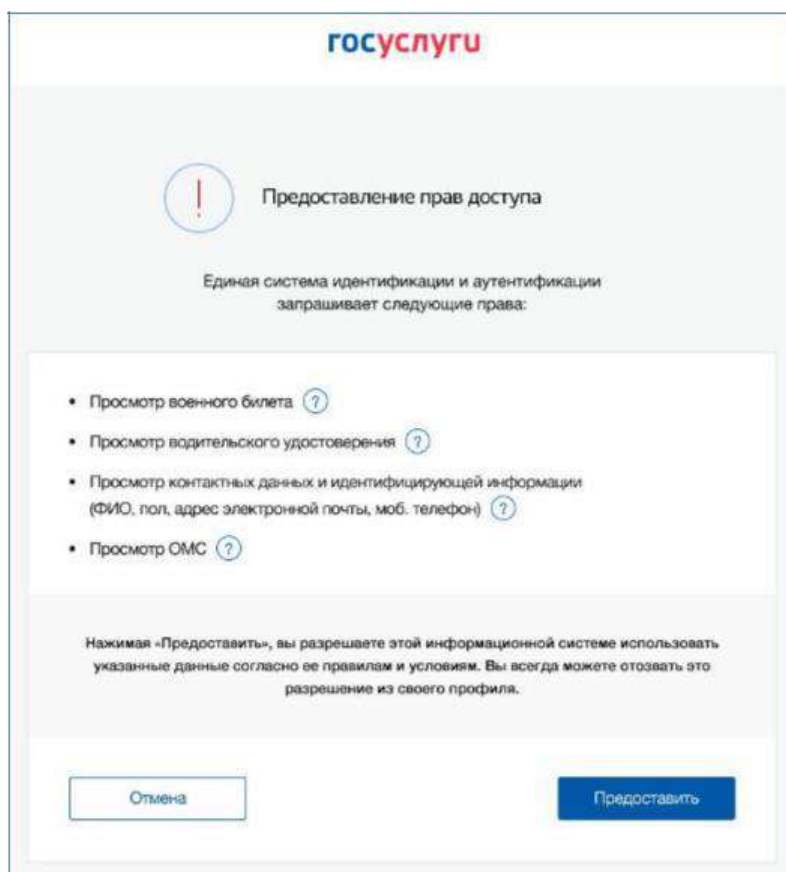 госуслуги
!
Предоставление прав доступа
Единая система идентификации и аутентификации
запрашивает следующие права:
• Просмотр военного билета ?
• Просмотр водительского удостоверения ?
• Просмотр контактных данных и идентифицирующей информации
(ФИО, пол, адрес электронной почты, моб. телефон) ?
• Просмотр ОМС ?
Нажимая «Предоставить», вы разрешаете этой информационной системе использовать
указанные данные согласно ее правилам и условиям. Вы всегда можете отозвать это
разрешение из своего профиля.
Отмена
Предоставить